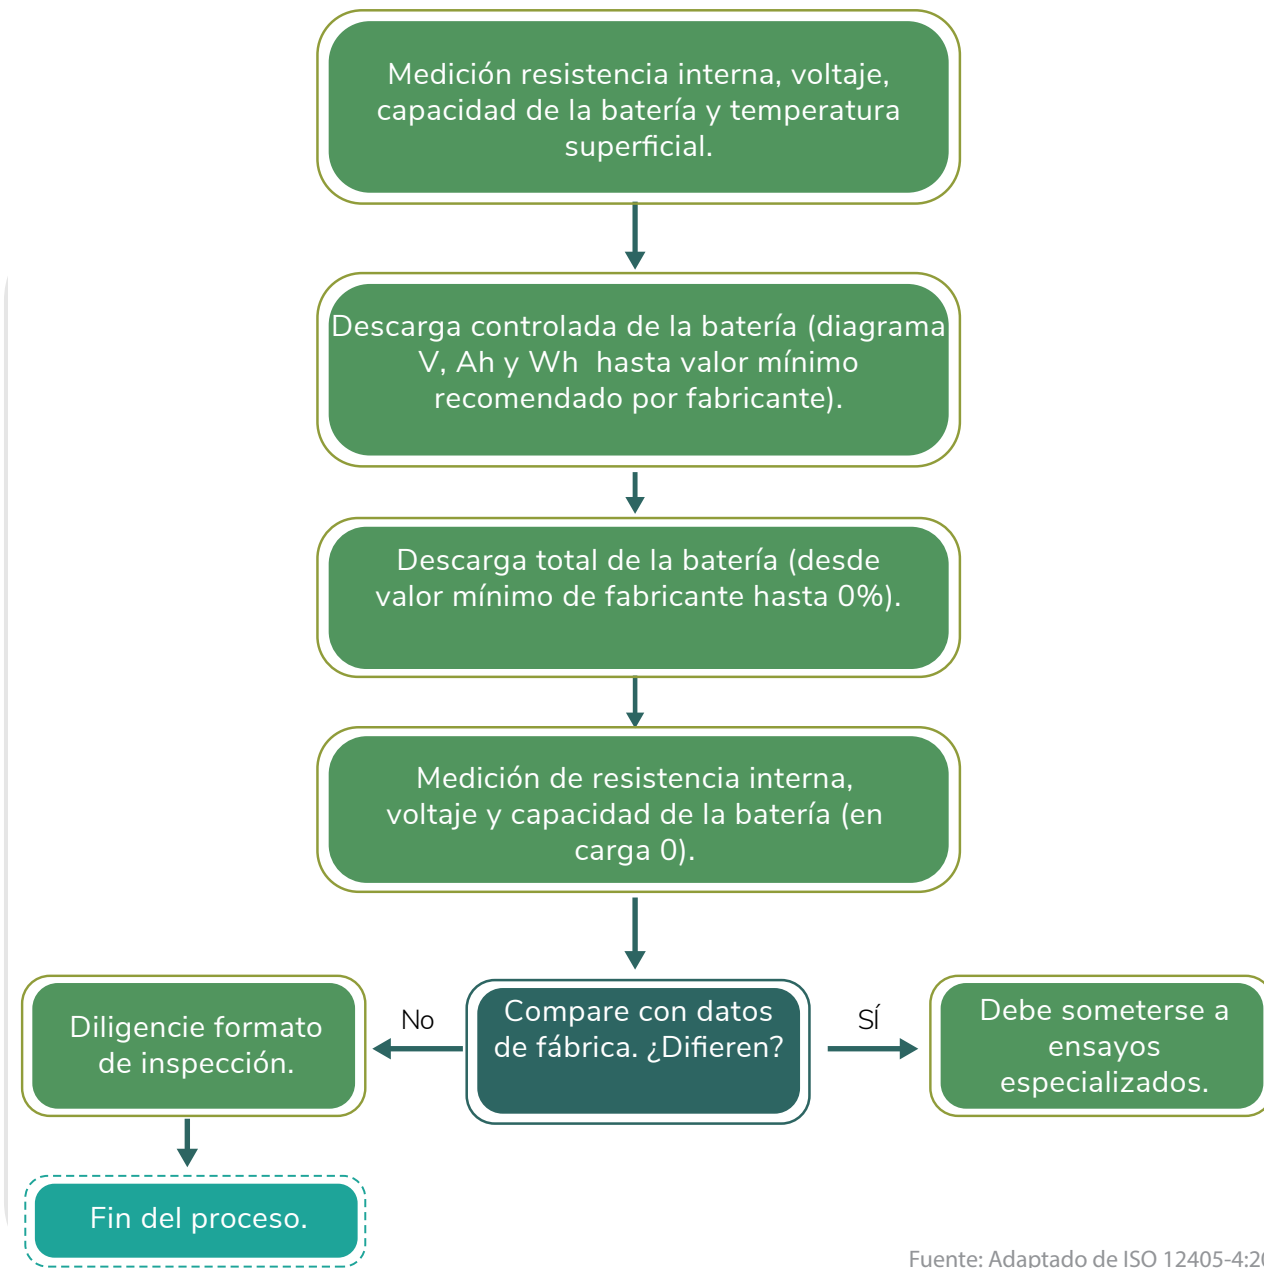 Medición resistencia interna, voltaje,
capacidad de la batería y temperatura
superficial.
Descarga controlada de la batería (diagrama
V, Ah y Wh hasta valor mínimo
recomendado por fabricante).
Descarga total de la batería (desde
valor mínimo de fabricante hasta 0%).
Medición de resistencia interna,
voltaje y capacidad de la batería (en
carga 0).
Diligencie formato
de inspección.
No
Compare con datos
de fábrica. ¿Difieren?
SÍ
Debe someterse a
ensayos
especializados.
Fin del proceso.
Fuente: Adaptado de ISO 12405-4:20